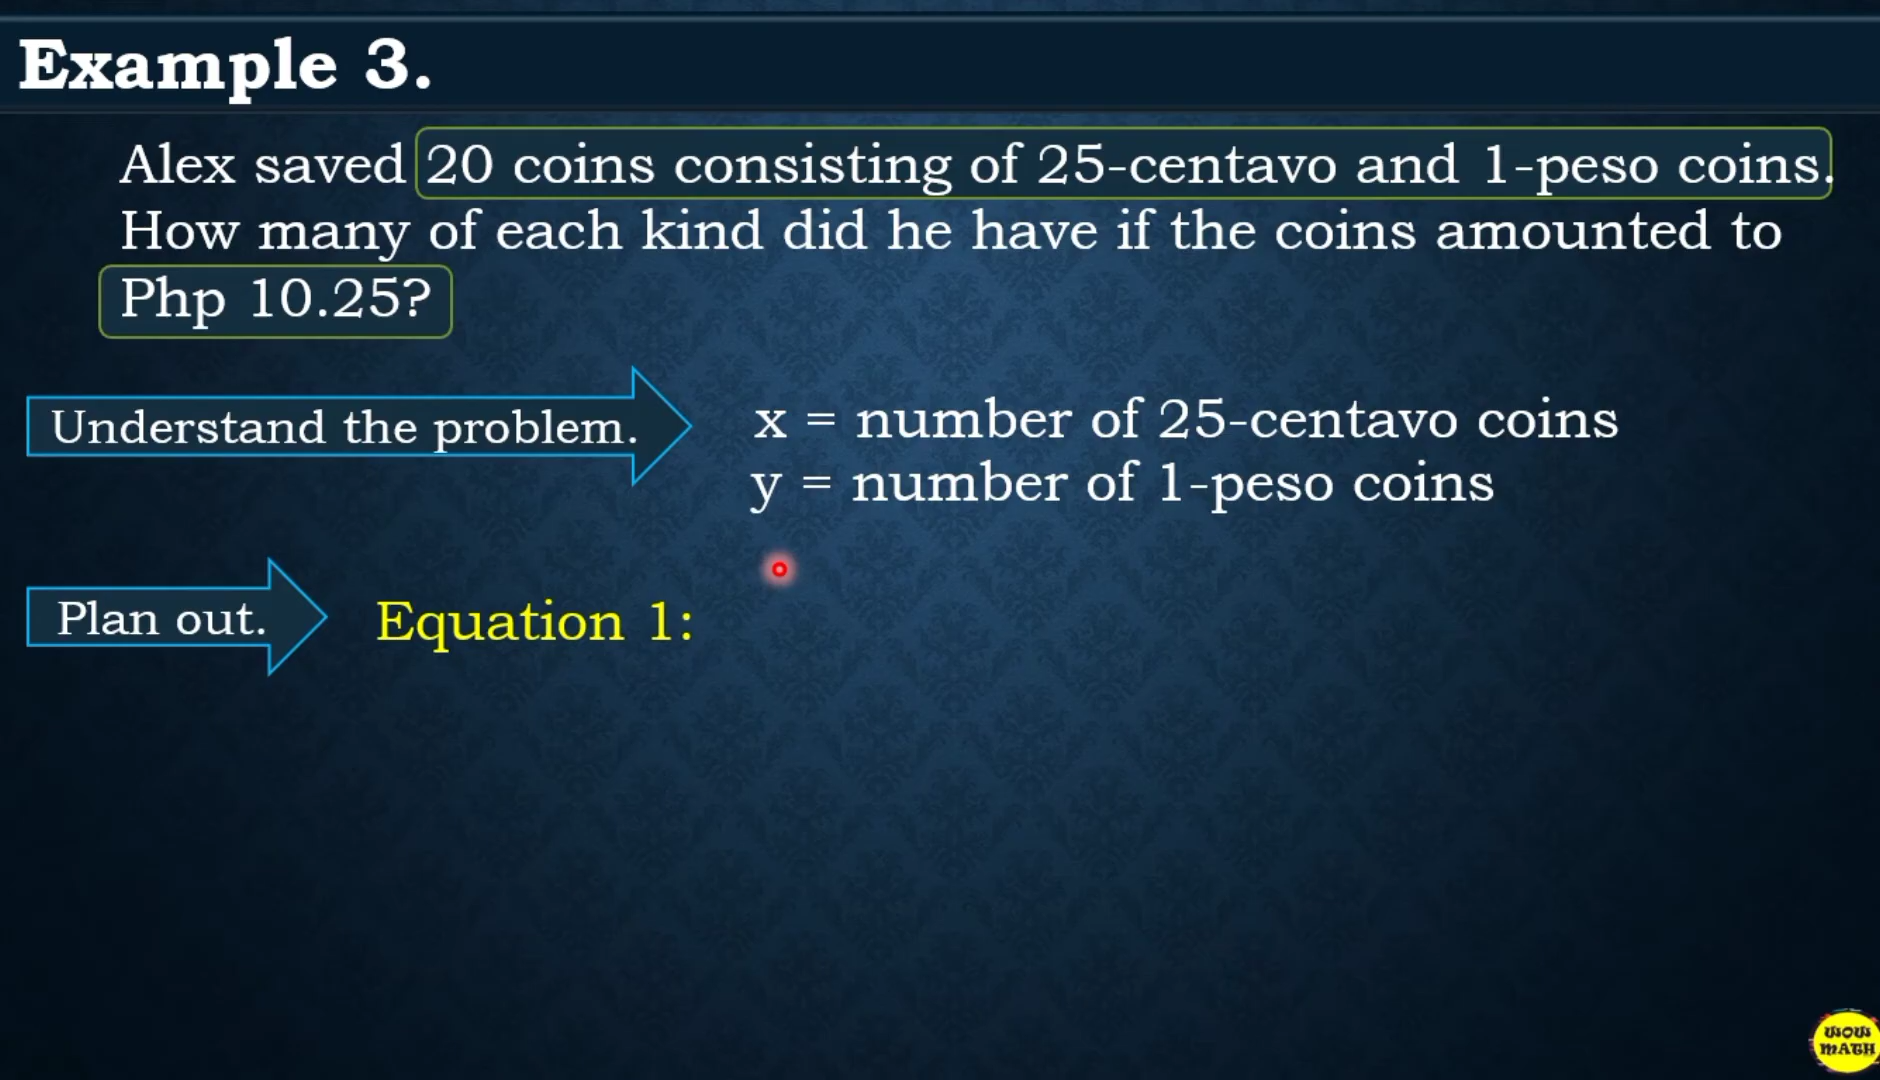 Example 3.
Alex saved 20 coins consisting of 25-centavo and 1-peso coins.
How many of each kind did he have if the coins amounted to
Php 10.25?
Understand the problem.
x = number of 25-centavo coins
y = number of 1-peso coins
Plan out.
Equation 1:
WOW
MATH